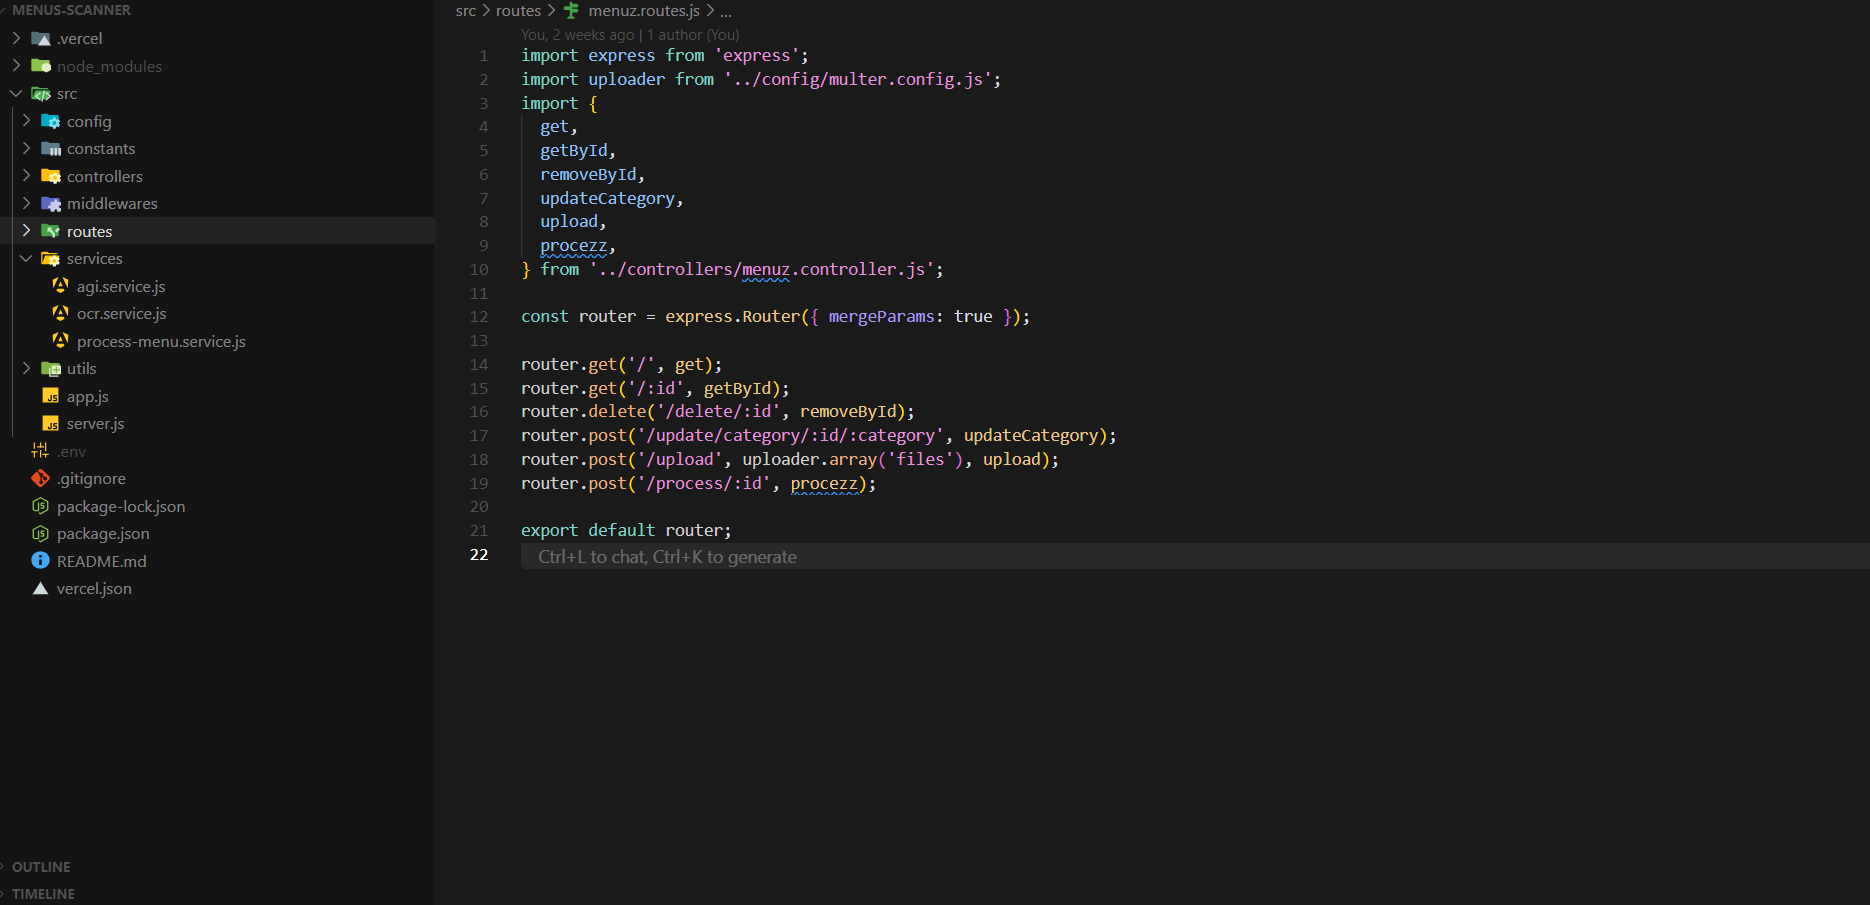 MENUS-SCANNER
.vercel
node_modules
src
config
constants
controllers
middlewares
routes
services
agi.service.js
ocr.service.js
process-menu.service.js
utils
app.js
server.js
.env
.gitignore
package-lock.json
package.json
README.md
vercel.json
OUTLINE
TIMELINE
src > routes > menuz.routes.js > ...
You, 2 weeks ago | 1 author (You)
1 import express from 'express';
2 import uploader from '../config/multer.config.js';
3 import {
4 get,
5 getById,
6 removeById,
7 updateCategory,
8 upload,
9 procezz,
10 } from '../controllers/menuz.controller.js';
11
12 const router = express.Router({ mergeParams: true });
13
14 router.get('/', get);
15 router.get('/:id', getById);
16 router.delete('/delete/:id', removeById);
17 router.post('/update/category/:id/:category', updateCategory);
18 router.post('/upload', uploader.array('files'), upload);
19 router.post('/process/:id', procezz);
20
21 export default router;
22 Ctrl+L to chat, Ctrl+K to generate